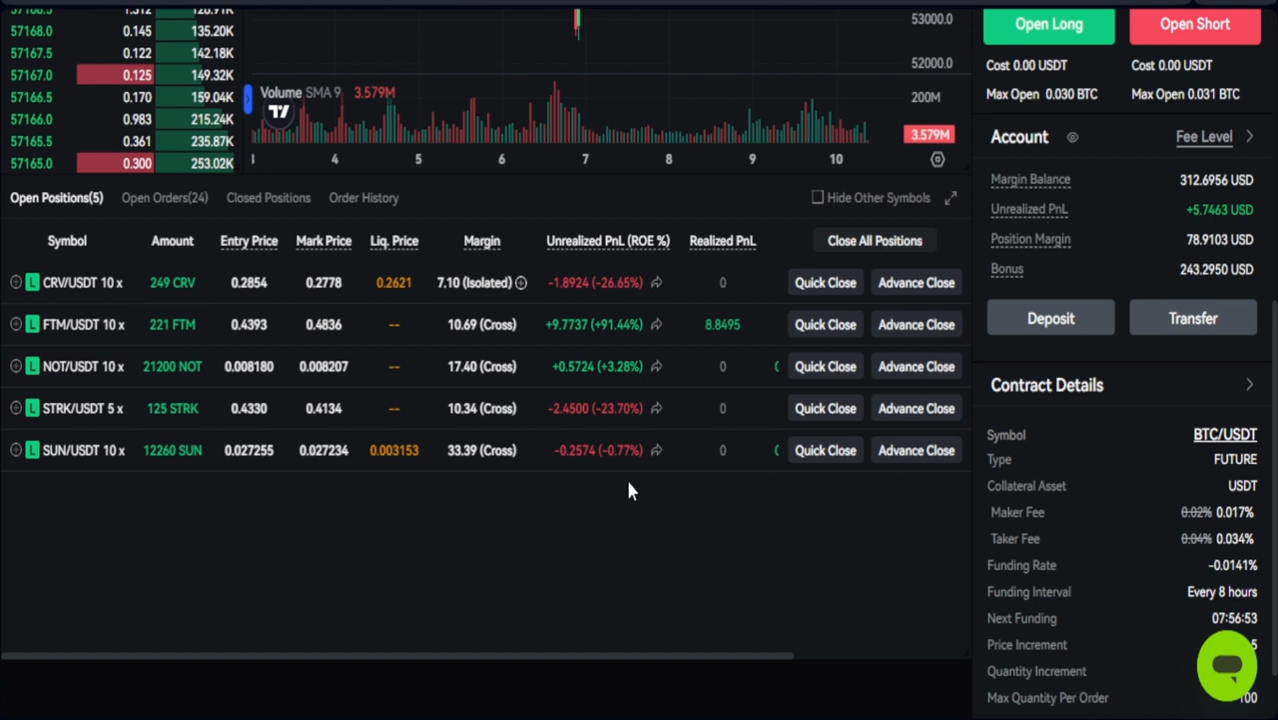 57168.5 1.312 128.91K
57168.0 0.145 135.20K
57167.5 0.122 142.18K
57167.0 0.125 149.32K
57166.5 0.170 159.04K
57166.0 0.983 215.24K
57165.5 0.361 235.87K
57165.0 0.300 253.02K
53000.0
52000.0
Volume SMA 9 3.579M
200M
3.579M
4 5 6 7 8 9 10
Open Long Open Short
Cost 0.00 USDT Cost 0.00 USDT
Max Open 0.030 BTC Max Open 0.031 BTC
Account Fee Level
Margin Balance 312.6956 USD
Unrealized PnL +5.7463 USD
Position Margin 78.9103 USD
Bonus 243.2950 USD
Deposit Transfer
Open Positions(5) Open Orders(24) Closed Positions Order History Hide Other Symbols
Symbol Amount Entry Price Mark Price Liq. Price Margin Unrealized PnL (ROE %) Realized PnL Close All Positions
L CRV/USDT 10 x 249 CRV 0.2854 0.2778 0.2621 7.10 (Isolated) -1.8924 (-26.65%) 0 Quick Close Advance Close
L FTM/USDT 10 x 221 FTM 0.4393 0.4836 -- 10.69 (Cross) +9.7737 (+91.44%) 8.8495 Quick Close Advance Close
L NOT/USDT 10 x 21200 NOT 0.008180 0.008207 -- 17.40 (Cross) +0.5724 (+3.28%) 0 Quick Close Advance Close
L STRK/USDT 5 x 125 STRK 0.4330 0.4134 -- 10.34 (Cross) -2.4500 (-23.70%) 0 Quick Close Advance Close
L SUN/USDT 10 x 12260 SUN 0.027255 0.027234 0.003153 33.39 (Cross) -0.2574 (-0.77%) 0 Quick Close Advance Close
Contract Details
Symbol BTC/USDT
Type FUTURE
Collateral Asset USDT
Maker Fee 0.02% 0.017%
Taker Fee 0.04% 0.034%
Funding Rate -0.0141%
Funding Interval Every 8 hours
Next Funding 07:56:53
Price Increment
Quantity Increment
Max Quantity Per Order